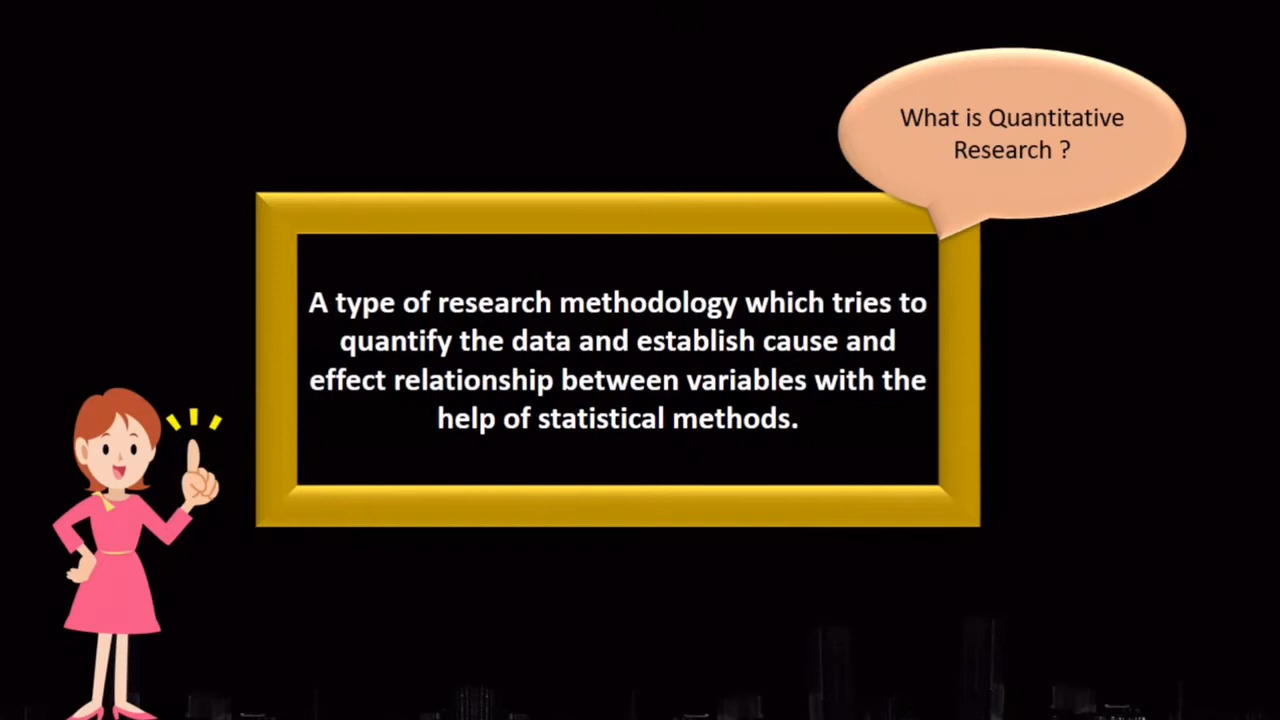 What is Quantitative
Research ?
A type of research methodology which tries to
quantify the data and establish cause and
effect relationship between variables with the
help of statistical methods.